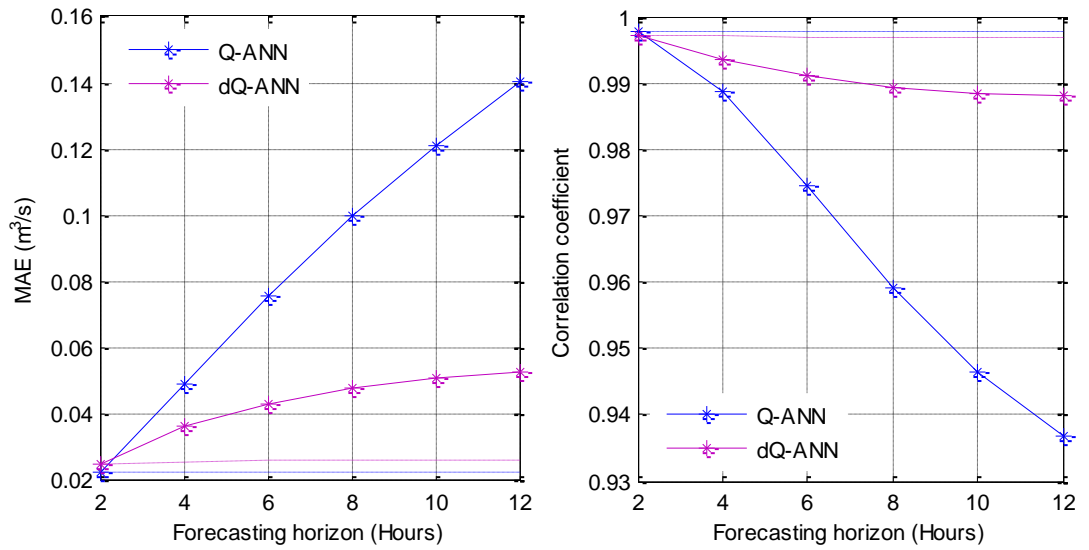 0.16
0.14
0.12
0.1
0.08
0.06
0.04
0.02
MAE (m³/s)
Q-ANN
dQ-ANN
2 4 6 8 10 12
Forecasting horizon (Hours)
1
0.99
0.98
0.97
0.96
0.95
0.94
0.93
Correlation coefficient
Q-ANN
dQ-ANN
2 4 6 8 10 12
Forecasting horizon (Hours)